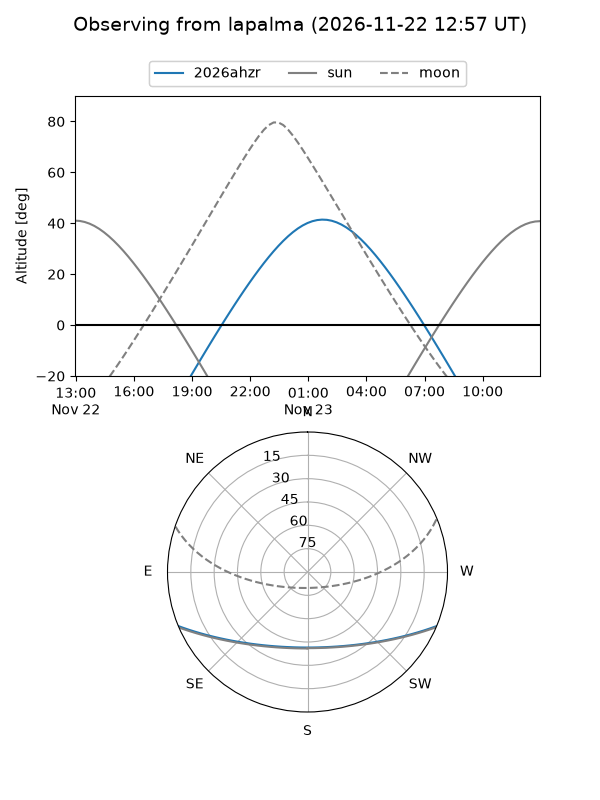 Observing from lapalma (2026-11-22 12:57 UT)
2026ahzr sun moon
Altitude [deg]
80
60
40
20
0
−20
13:00 16:00 19:00 22:00 01:00 04:00 07:00 10:00
Nov 22 Nov 23
N
NE NW
15
30
45
60
75
E W
SE SW
S